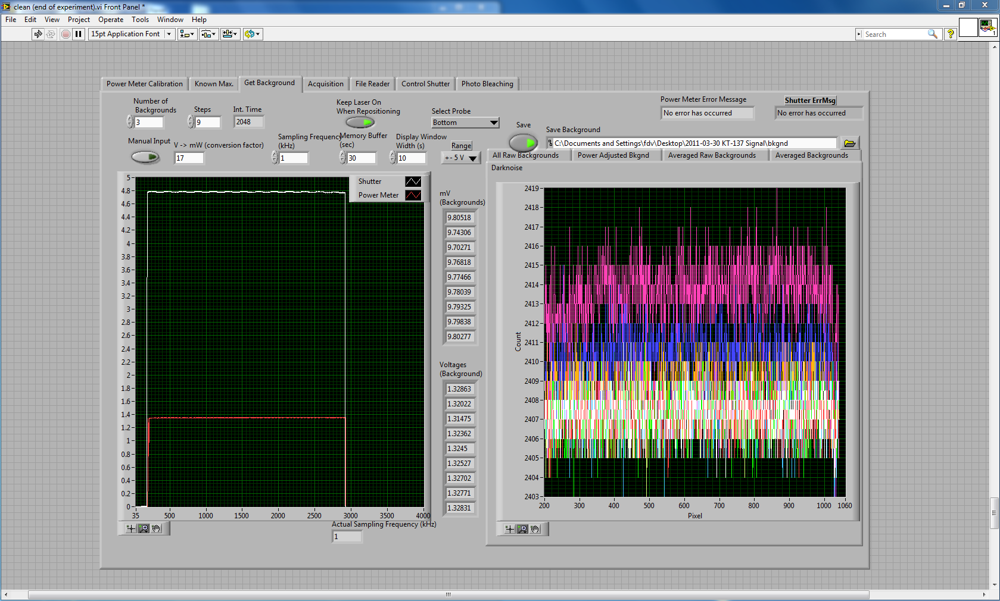 clean (end of experiment).vi Front Panel *
File Edit View Project Operate Tools Window Help
15pt Application Font
Search
?
1
Power Meter Calibration Known Max. Get Background Acquisition File Reader Control Shutter Photo Bleaching
Number of
Backgrounds
3
Steps
9
Int. Time
2048
Keep Laser On
When Repositioning
Select Probe
Bottom
Power Meter Error Message
No error has occurred
Shutter ErrMsg
No error has occurred
Save
Save Background
C:\Documents and Settings\fdv\Desktop\2011-03-30 KT-137 Signal\bkgnd
Manual Input
V -> mW (conversion factor)
17
Sampling Frequency
(kHz)
1
Memory Buffer
(sec)
30
Display Window
Width (s)
10
Range
+- 5 V
All Raw Backgrounds Power Adjusted Bkgnd Averaged Raw Backgrounds Averaged Backgrounds
Darknoise
Shutter
Power Meter
5
4.8
4.6
4.4
4.2
4
3.8
3.6
3.4
3.2
3
2.8
2.6
2.4
2.2
2
1.8
1.6
1.4
1.2
1
0.8
0.6
0.4
0.2
0
35 500 1000 1500 2000 2500 3000 3500 4000
Actual Sampling Frequency (kHz)
1
mV
(Backgrounds)
9.80518
9.74306
9.70271
9.76818
9.77466
9.78039
9.79325
9.79838
9.80277
Voltages
(Background)
1.32863
1.32022
1.31475
1.32362
1.3245
1.32527
1.32702
1.32771
1.32831
Count
2419
2418
2417
2416
2415
2414
2413
2412
2411
2410
2409
2408
2407
2406
2405
2404
2403
200 300 400 500 600 700 800 900 1000 1060
Pixel